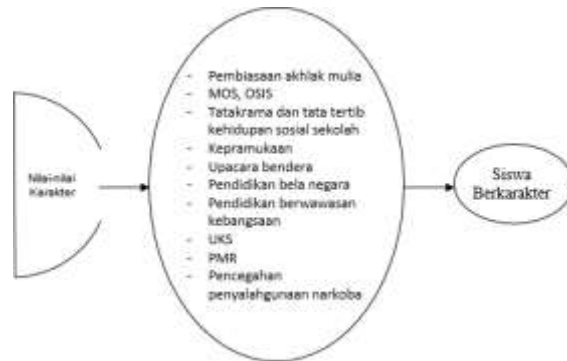 Nilai-nilai
Karakter
- Pembiasaan akhlak mulia
- MOS, OSIS
- Tatakrama dan tata tertib
kehidupan sosial sekolah
- Kepramukaan
- Upacara bendera
- Pendidikan bela negara
- Pendidikan berwawasan
kebangsaan
- UKS
- PMR
- Pencegahan
penyalahgunaan narkoba
Siswa
Berkarakter